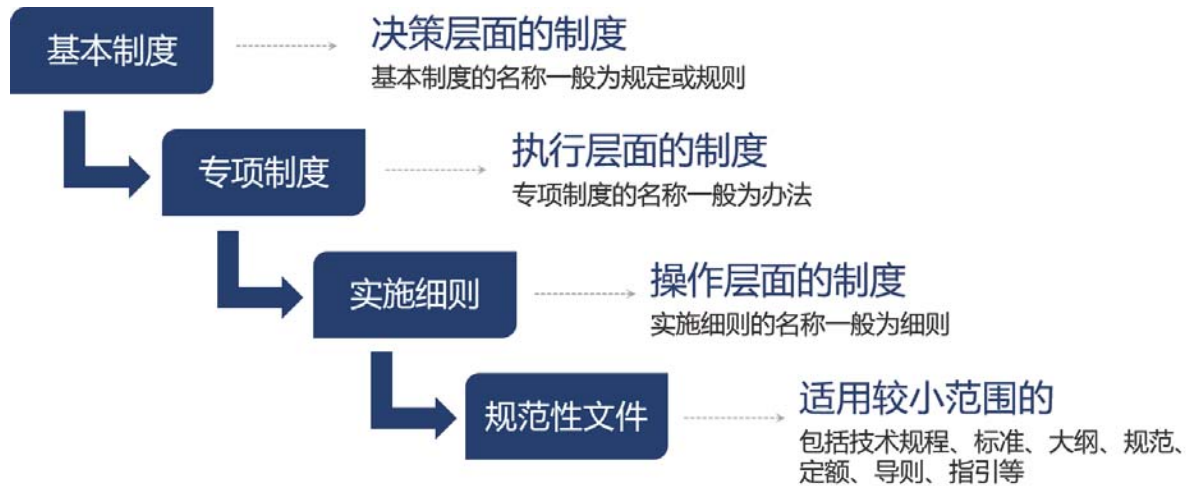 基本制度
决策层面的制度
基本制度的名称一般为规定或规则
专项制度
执行层面的制度
专项制度的名称一般为办法
实施细则
操作层面的制度
实施细则的名称一般为细则
规范性文件
适用较小范围的
包括技术规程、标准、大纲、规范、
定额、导则、指引等